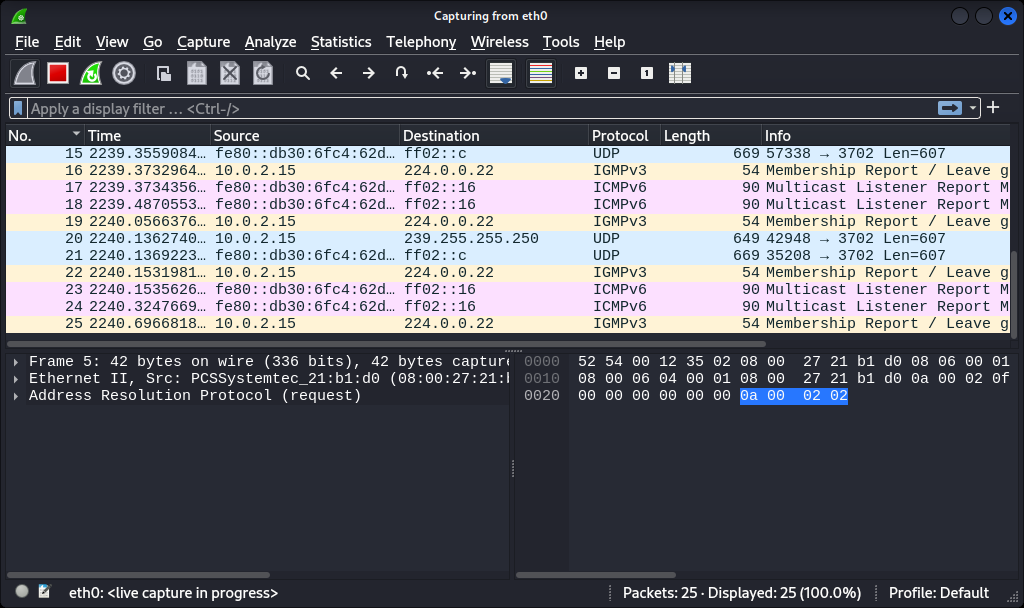 Capturing from eth0
File Edit View Go Capture Analyze Statistics Telephony Wireless Tools Help
Apply a display filter … <Ctrl-/>
No. Time Source Destination Protocol Length Info
15 2239.3559084… fe80::db30:6fc4:62d… ff02::c UDP 669 57338 → 3702 Len=607
16 2239.3732964… 10.0.2.15 224.0.0.22 IGMPv3 54 Membership Report / Leave g
17 2239.3734356… fe80::db30:6fc4:62d… ff02::16 ICMPv6 90 Multicast Listener Report M
18 2239.4870553… fe80::db30:6fc4:62d… ff02::16 ICMPv6 90 Multicast Listener Report M
19 2240.0566376… 10.0.2.15 224.0.0.22 IGMPv3 54 Membership Report / Leave g
20 2240.1362740… 10.0.2.15 239.255.255.250 UDP 649 42948 → 3702 Len=607
21 2240.1369223… fe80::db30:6fc4:62d… ff02::c UDP 669 35208 → 3702 Len=607
22 2240.1531981… 10.0.2.15 224.0.0.22 IGMPv3 54 Membership Report / Leave g
23 2240.1535626… fe80::db30:6fc4:62d… ff02::16 ICMPv6 90 Multicast Listener Report M
24 2240.3247669… fe80::db30:6fc4:62d… ff02::16 ICMPv6 90 Multicast Listener Report M
25 2240.6966818… 10.0.2.15 224.0.0.22 IGMPv3 54 Membership Report / Leave g
Frame 5: 42 bytes on wire (336 bits), 42 bytes capture
Ethernet II, Src: PCSSystemtec_21:b1:d0 (08:00:27:21:b
Address Resolution Protocol (request)
0000 52 54 00 12 35 02 08 00 27 21 b1 d0 08 06 00 01
0010 08 00 06 04 00 01 08 00 27 21 b1 d0 0a 00 02 0f
0020 00 00 00 00 00 00 0a 00 02 02
eth0: <live capture in progress> Packets: 25 · Displayed: 25 (100.0%) Profile: Default